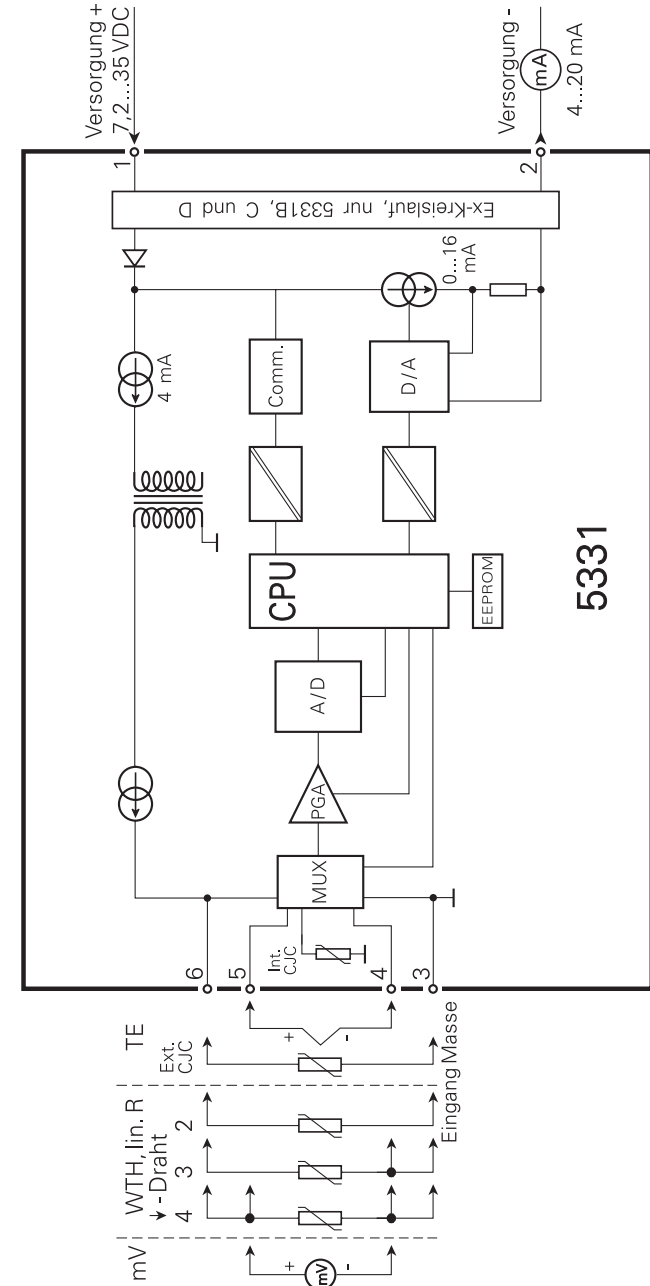 Versorgung +
7,2...35 VDC
Versorgung -
mA
4...20 mA
1
2
Ex-Kreislauf, nur 5331B, C und D
0...16
mA
4 mA
Comm.
D/A
CPU
EEPROM
5331
A/D
PGA
MUX
Int.
CJC
6
5
4
3
TE
Ext.
CJC
+
-
Eingang Masse
WTH, lin. R
-Draht
2
3
4
mV
+
-
mV